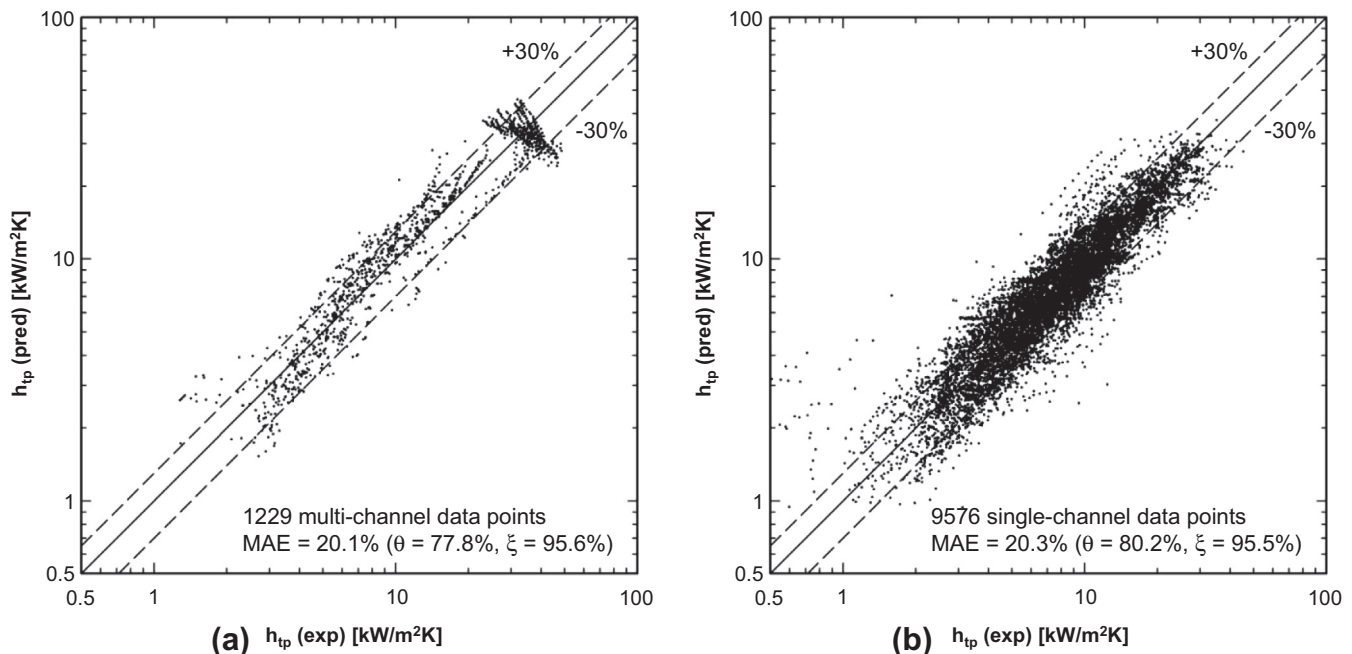 100
+30%
-30%
10
h_tp (pred) [kW/m²K]
1
1229 multi-channel data points
MAE = 20.1% (θ = 77.8%, ξ = 95.6%)
0.5
0.5 1 10 100
(a) h_tp (exp) [kW/m²K]
100
+30%
-30%
10
h_tp (pred) [kW/m²K]
1
9576 single-channel data points
MAE = 20.3% (θ = 80.2%, ξ = 95.5%)
0.5
0.5 1 10 100
(b) h_tp (exp) [kW/m²K]